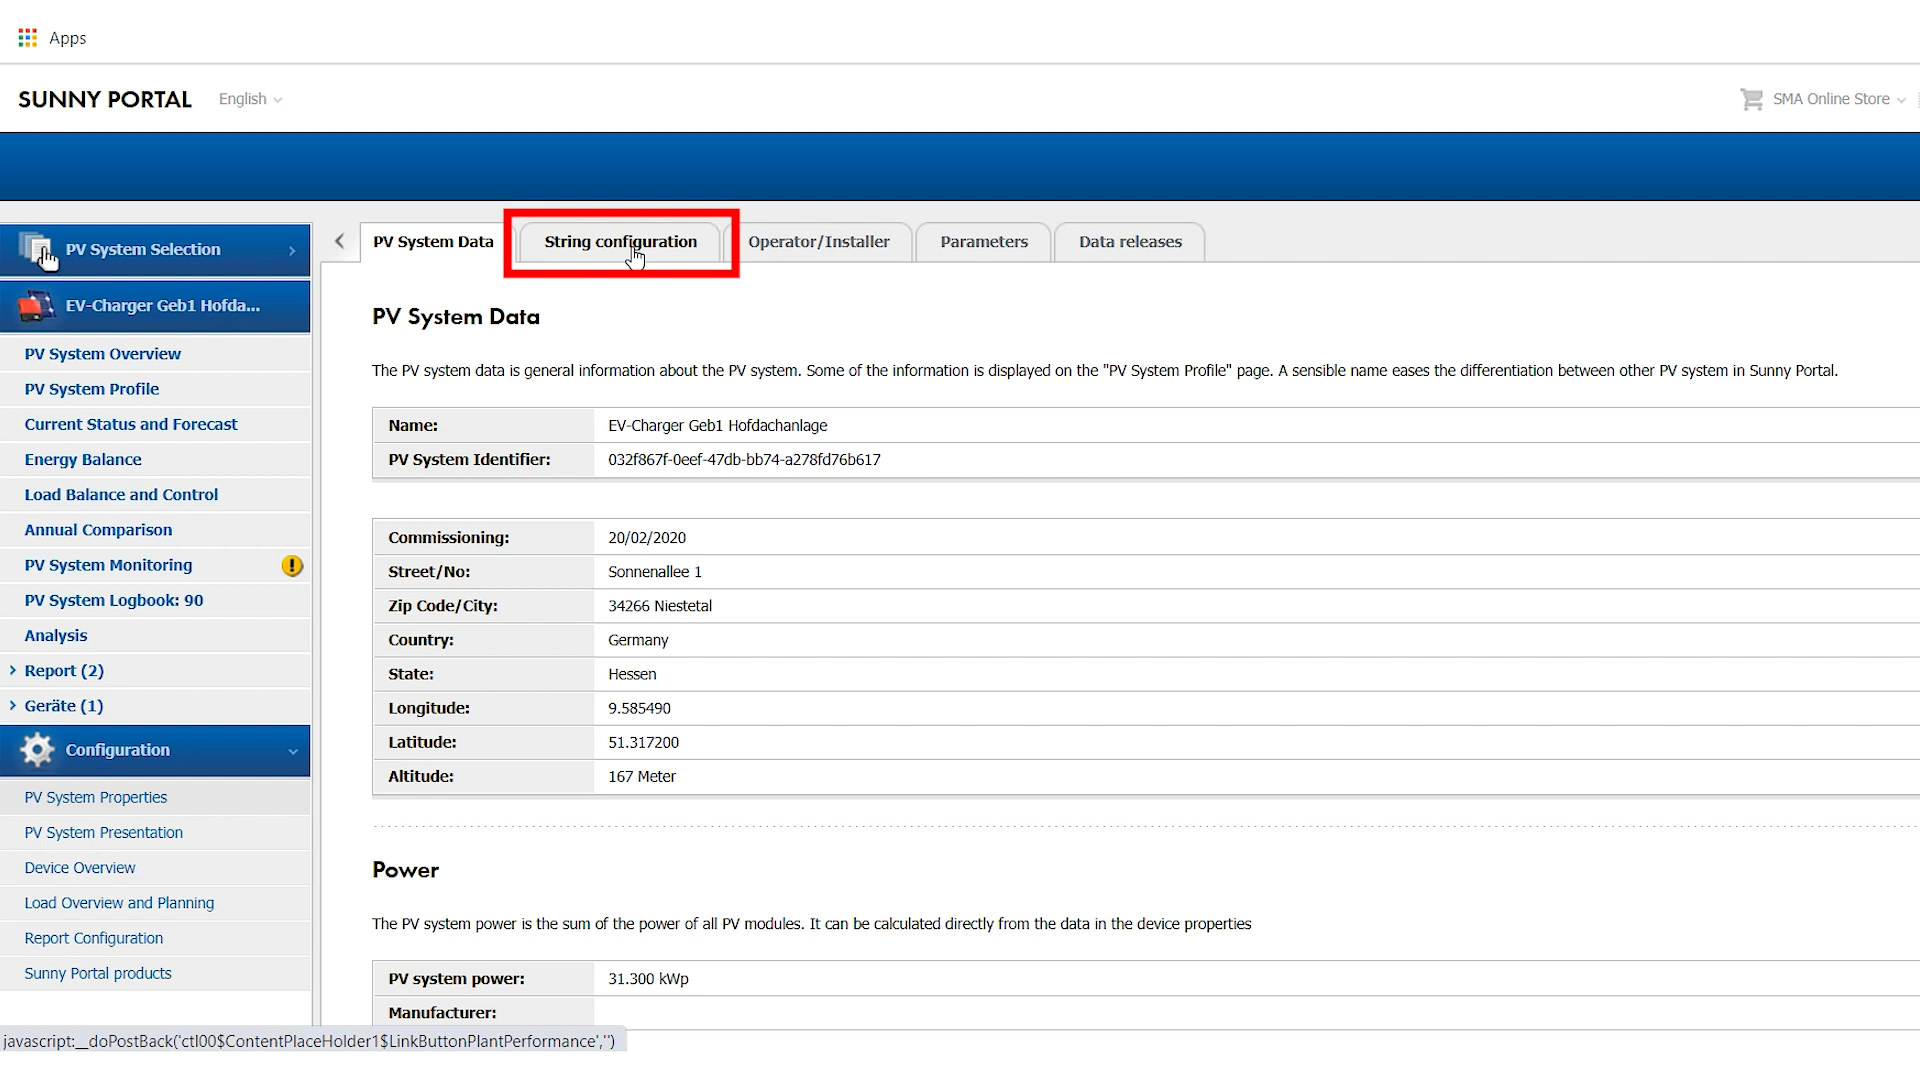 Apps
SUNNY PORTAL English
SMA Online Store
PV System Selection
EV-Charger Geb1 Hofda...
PV System Overview
PV System Profile
Current Status and Forecast
Energy Balance
Load Balance and Control
Annual Comparison
PV System Monitoring
PV System Logbook: 90
Analysis
Report (2)
Geräte (1)
Configuration
PV System Properties
PV System Presentation
Device Overview
Load Overview and Planning
Report Configuration
Sunny Portal products
PV System Data String configuration Operator/Installer Parameters Data releases
PV System Data
The PV system data is general information about the PV system. Some of the information is displayed on the "PV System Profile" page. A sensible name eases the differentiation between other PV system in Sunny Portal.
Name: EV-Charger Geb1 Hofdachanlage
PV System Identifier: 032f867f-0eef-47db-bb74-a278fd76b617
Commissioning: 20/02/2020
Street/No: Sonnenallee 1
Zip Code/City: 34266 Niestetal
Country: Germany
State: Hessen
Longitude: 9.585490
Latitude: 51.317200
Altitude: 167 Meter
Power
The PV system power is the sum of the power of all PV modules. It can be calculated directly from the data in the device properties
PV system power: 31.300 kWp
Manufacturer:
javascript:__doPostBack('ctl00$ContentPlaceHolder1$LinkButtonPlantPerformance','')